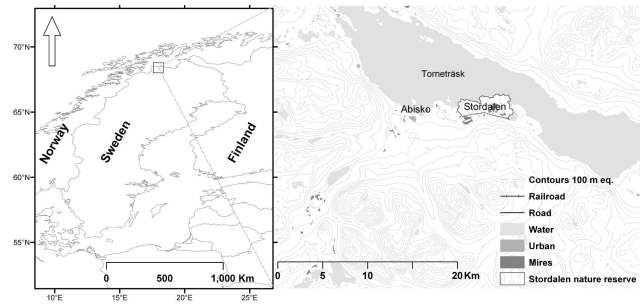 70°N
65°N
60°N
55°N
Norway
Sweden
Finland
0 500 1,000 Km
10°E 15°E 20°E 25°E
Torneträsk
Abisko
Stordalen
Contours 100 m eq.
Railroad
Road
Water
Urban
Mires
Stordalen nature reserve
0 5 10 20 Km